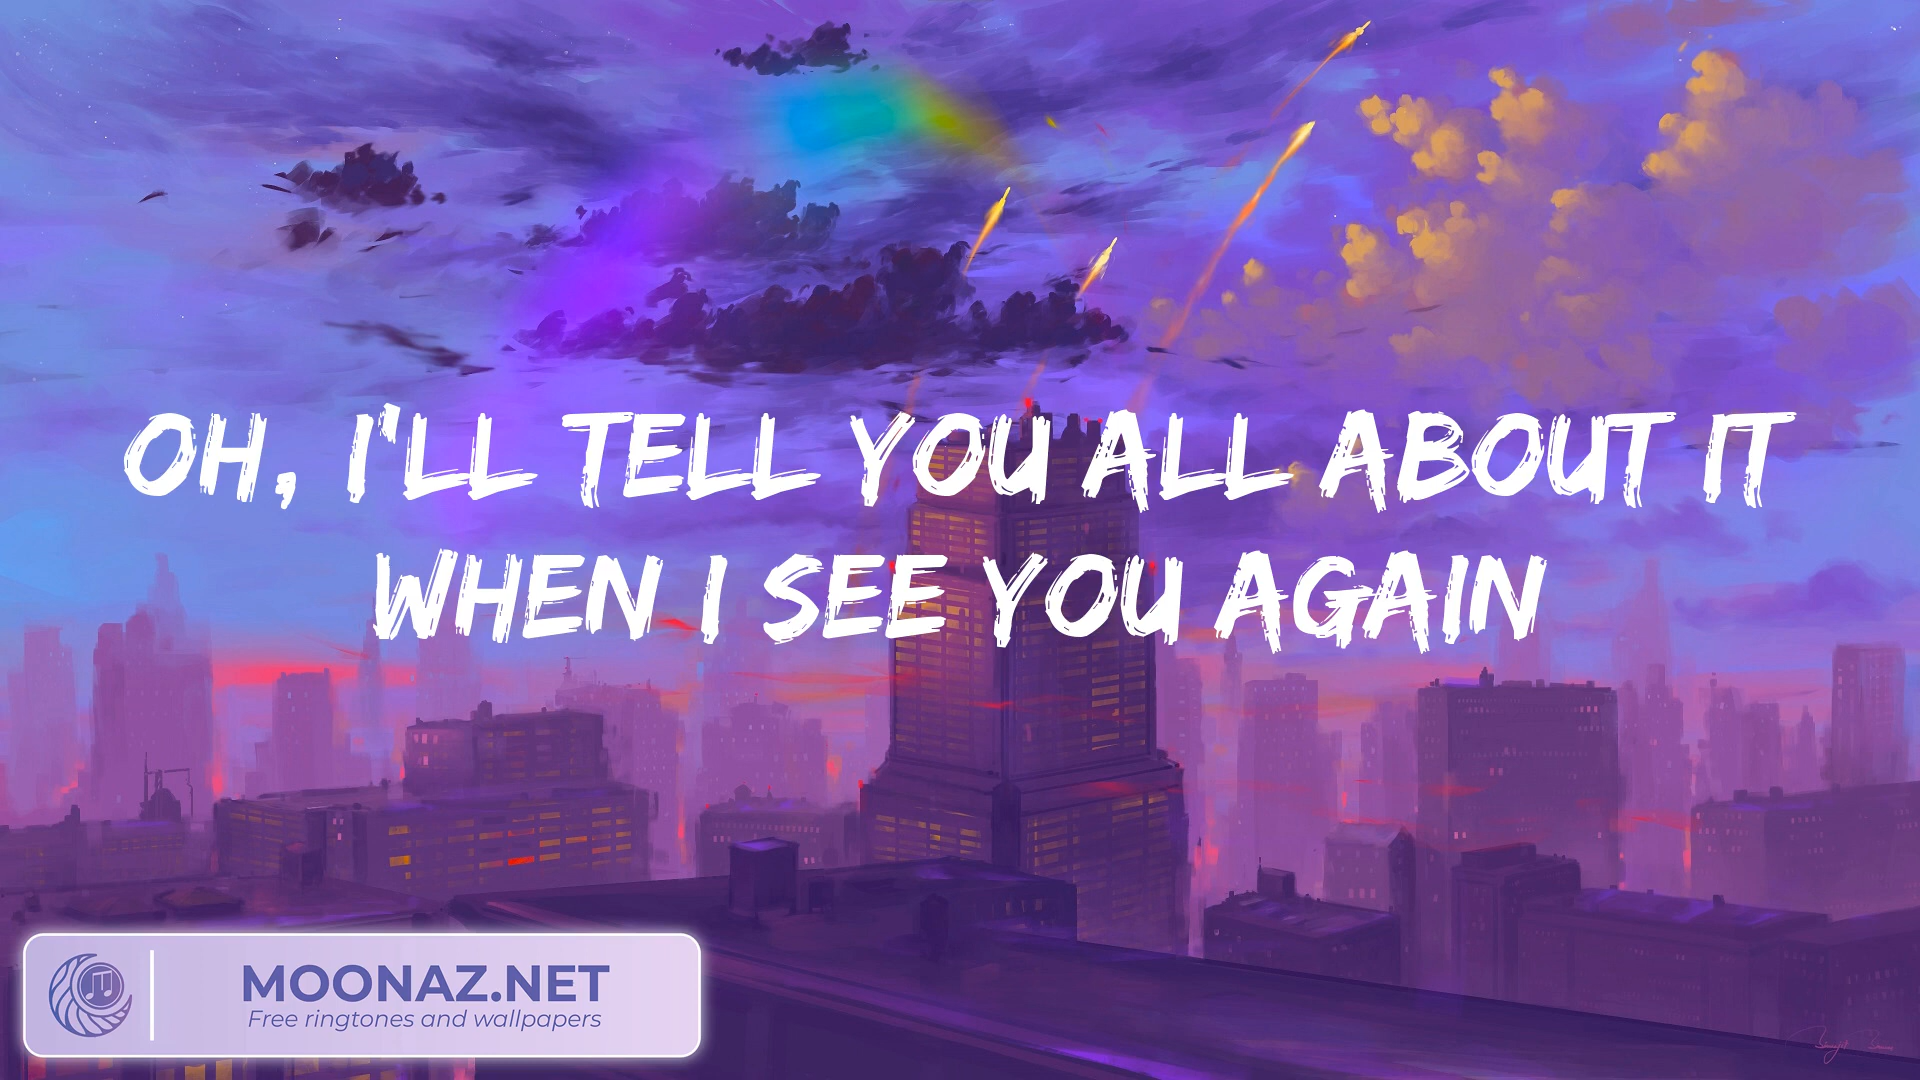 OH, I'LL TELL YOU ALL ABOUT IT
WHEN I SEE YOU AGAIN
MOONAZ.NET
Free ringtones and wallpapers